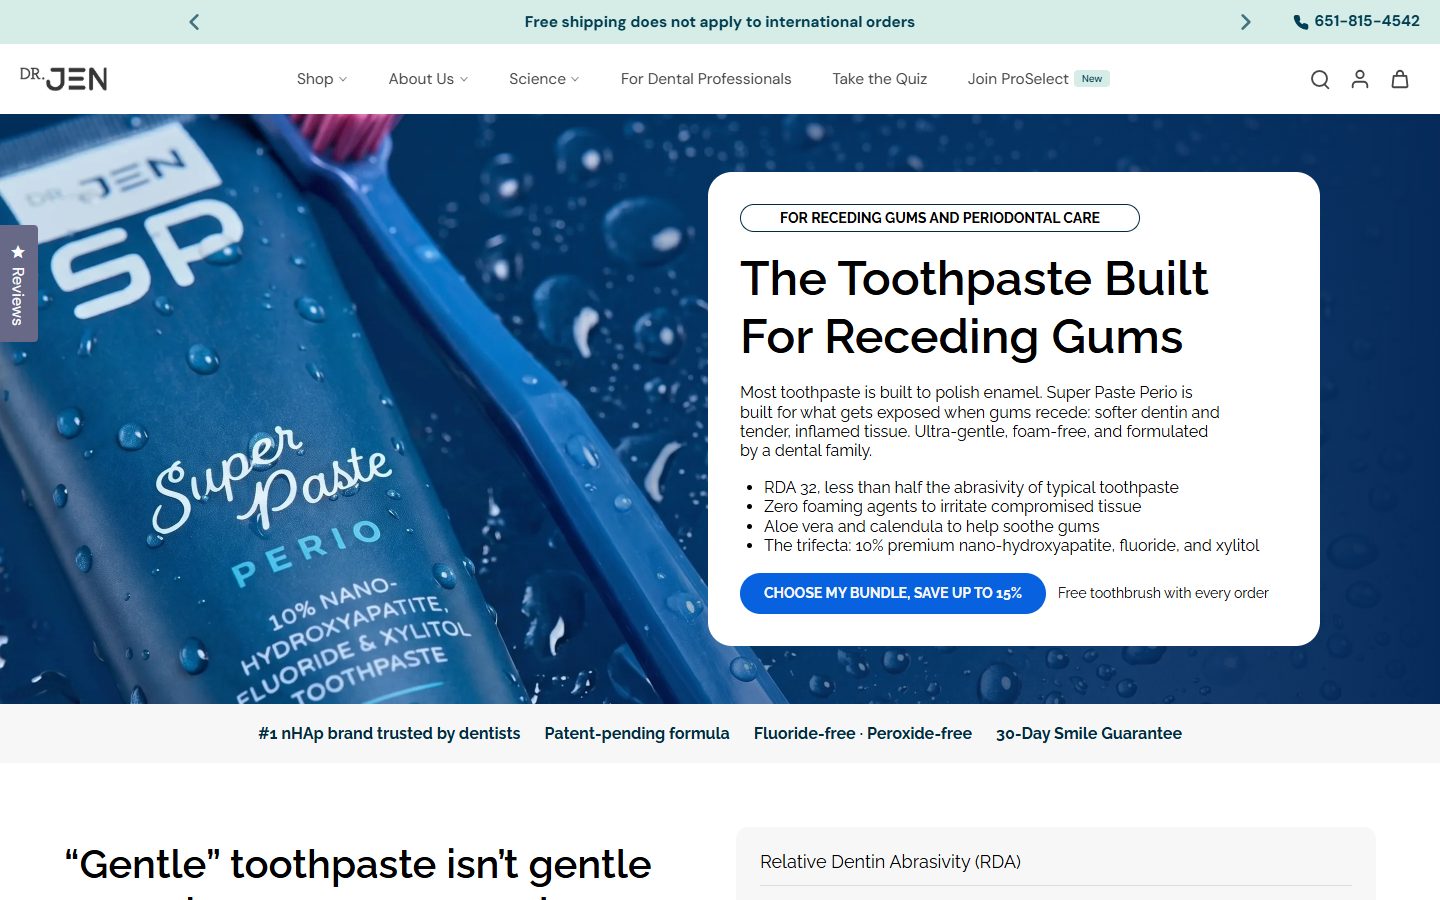 Free shipping does not apply to international orders
651-815-4542
DR. JEN
Shop
About Us
Science
For Dental Professionals
Take the Quiz
Join ProSelect
New
DR. JEN
SP
Super
Paste
PERIO
10% NANO-
HYDROXYAPATITE,
FLUORIDE & XYLITOL
TOOTHPASTE
Reviews
FOR RECEDING GUMS AND PERIODONTAL CARE
The Toothpaste Built
For Receding Gums
Most toothpaste is built to polish enamel. Super Paste Perio is
built for what gets exposed when gums recede: softer dentin and
tender, inflamed tissue. Ultra-gentle, foam-free, and formulated
by a dental family.
• RDA 32, less than half the abrasivity of typical toothpaste
• Zero foaming agents to irritate compromised tissue
• Aloe vera and calendula to help soothe gums
• The trifecta: 10% premium nano-hydroxyapatite, fluoride, and xylitol
CHOOSE MY BUNDLE, SAVE UP TO 15%
Free toothbrush with every order
#1 nHAp brand trusted by dentists
Patent-pending formula
Fluoride-free · Peroxide-free
30-Day Smile Guarantee
“Gentle” toothpaste isn’t gentle
Relative Dentin Abrasivity (RDA)